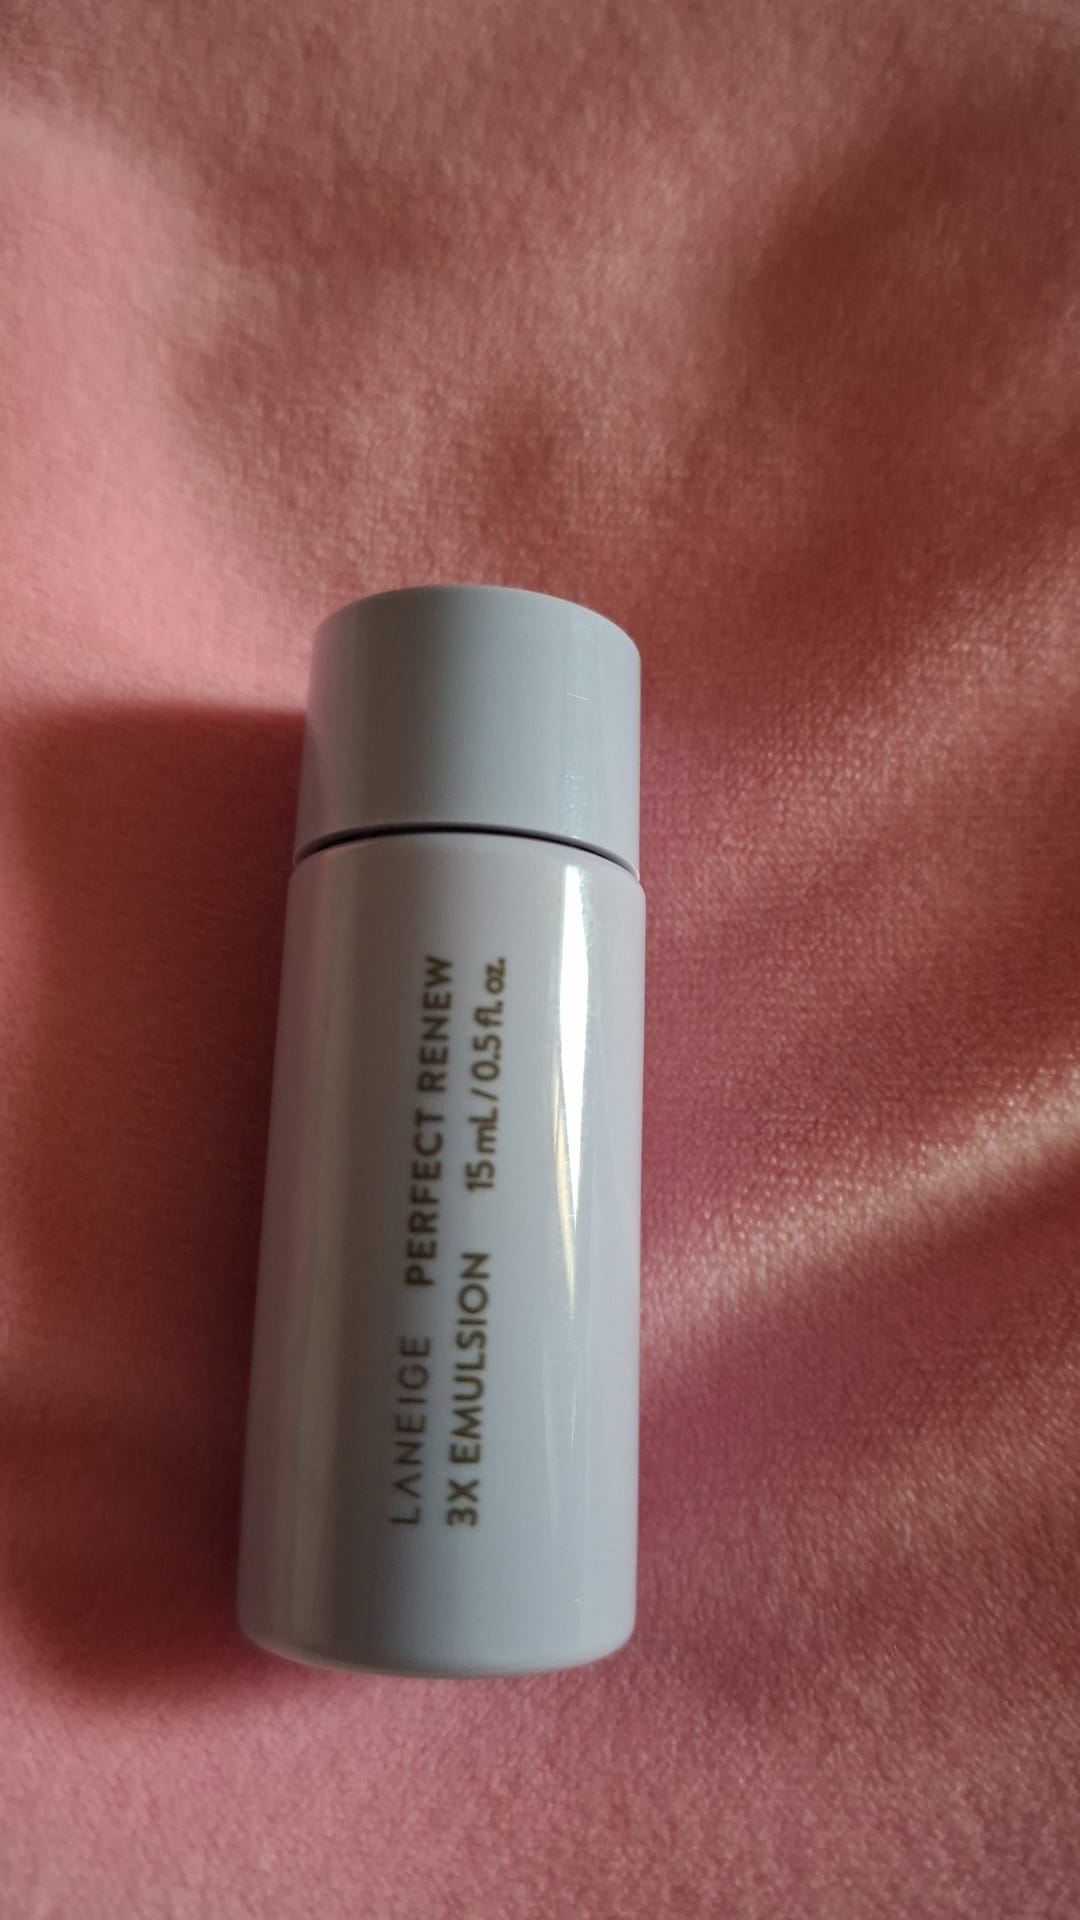 LANEIGE PERFECT RENEW
3X EMULSION 15 mL / 0.5 fl. oz.